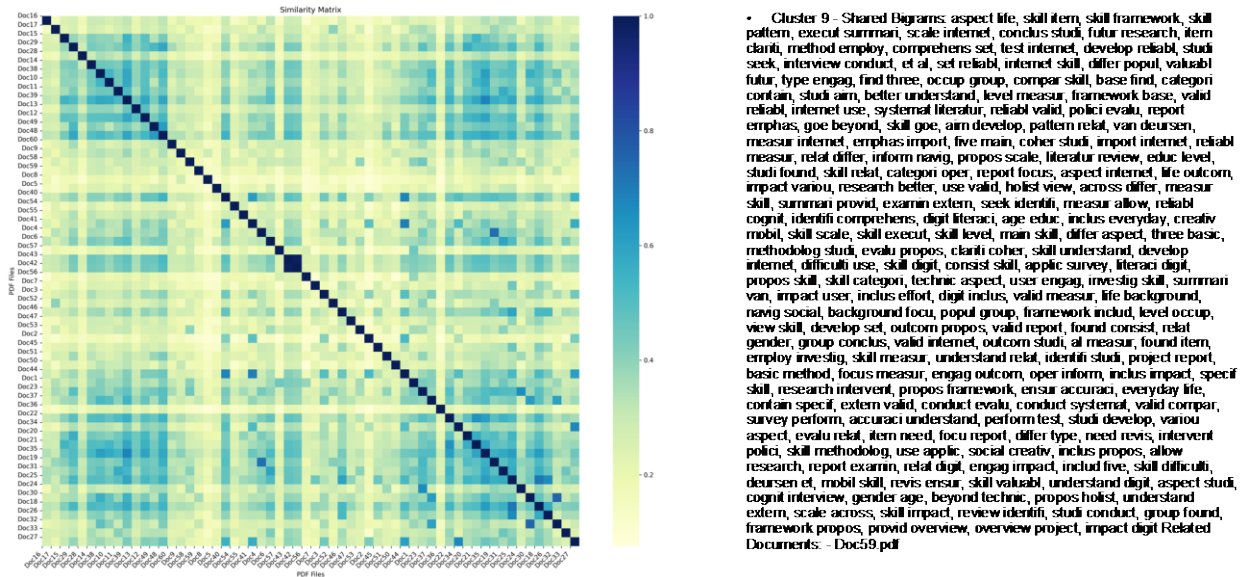 Similarity Matrix
Doc16
Doc17
Doc15
Doc29
Doc28
Doc14
Doc38
Doc10
Doc11
Doc39
Doc13
Doc12
Doc49
Doc48
Doc60
Doc9
Doc58
Doc59
Doc8
Doc5
Doc40
Doc54
Doc55
Doc41
Doc4
Doc6
Doc57
Doc43
Doc42
Doc56
Doc7
Doc3
Doc52
Doc46
Doc47
Doc53
Doc2
Doc45
Doc51
Doc50
Doc44
Doc1
Doc23
Doc37
Doc36
Doc22
Doc34
Doc20
Doc21
Doc35
Doc19
Doc31
Doc25
Doc24
Doc30
Doc18
Doc26
Doc32
Doc33
Doc27
PDF Files
PDF Files
1.0
0.8
0.6
0.4
0.2
• Cluster 9 - Shared Bigrams: aspect life, skill item, skill framework, skill
pattern, execut summari, scale internet, conclus studi, futur research, item
clariti, method employ, comprehens set, test internet, develop reliabl, studi
seek, interview conduct, et al, set reliabl, internet skill, differ popul, valuabl
futur, type engag, find three, occup group, compar skill, base find, categori
contain, studi aim, better understand, level measur, framework base, valid
reliabl, internet use, systemat literatur, reliabl valid, polici evalu, report
emphas, goe beyond, skill goe, aim develop, pattern relat, van deursen,
measur internet, emphas import, five main, coher studi, import internet, reliabl
measur, relat differ, inform navig, propos scale, literatur review, educ level,
studi found, skill relat, categori oper, report focus, aspect internet, life outcom,
impact variou, research better, use valid, holist view, across differ, measur
skill, summari provid, examin extern, seek identifi, measur allow, reliabl
cognit, identifi comprehens, digit literaci, age educ, inclus everyday, creativ
mobil, skill scale, skill execut, skill level, main skill, differ aspect, three basic,
methodolog studi, evalu propos, clariti coher, skill understand, develop
internet, difficulti use, skill digit, consist skill, applic survey, literaci digit,
propos skill, skill categori, technic aspect, user engag, investig skill, summari
van, impact user, inclus effort, digit inclus, valid measur, life background,
navig social, background focu, popul group, framework includ, level occup,
view skill, develop set, outcom propos, valid report, found consist, relat
gender, group conclus, valid internet, outcom studi, al measur, found item,
employ investig, skill measur, understand relat, identifi studi, project report,
basic method, focus measur, engag outcom, oper inform, inclus impact, specif
skill, research intervent, propos framework, ensur accuraci, everyday life,
contain specif, extern valid, conduct evalu, conduct systemat, valid compar,
survey perform, accuraci understand, perform test, studi develop, variou
aspect, evalu relat, item need, focu report, differ type, need revis, intervent
polici, skill methodolog, use applic, social creativ, inclus propos, allow
research, report examin, relat digit, engag impact, includ five, skill difficulti,
deursen et, mobil skill, revis ensur, skill valuabl, understand digit, aspect studi,
cognit interview, gender age, beyond technic, propos holist, understand
extern, scale across, skill impact, review identifi, studi conduct, group found,
framework propos, provid overview, overview project, impact digit Related
Documents: - Doc59.pdf